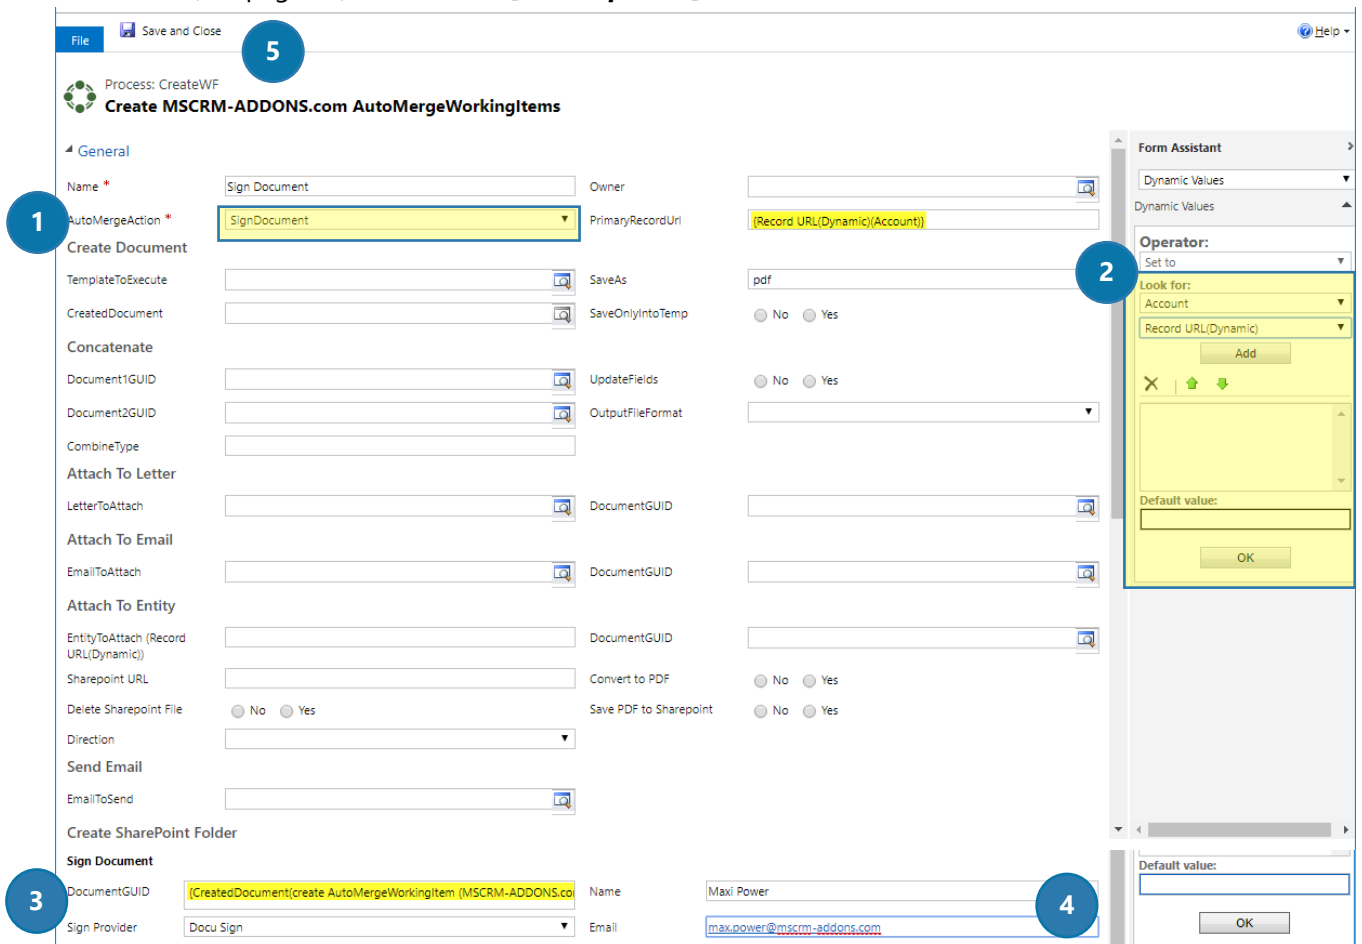 File
Save and Close
5
Help
Process: CreateWF
Create MSCRM-ADDONS.com AutoMergeWorkingItems
General
Form Assistant
Name *
Sign Document
Owner
Dynamic Values
1
AutoMergeAction *
SignDocument
PrimaryRecordUrl
{Record URL(Dynamic)(Account)}
Dynamic Values
Create Document
Operator:
2
Set to
TemplateToExecute
SaveAs
pdf
Look for:
Account
CreatedDocument
SaveOnlyIntoTemp
No
Yes
Record URL(Dynamic)
Concatenate
Add
Document1GUID
UpdateFields
No
Yes
Document2GUID
OutputFileFormat
CombineType
Attach To Letter
LetterToAttach
DocumentGUID
Default value:
Attach To Email
OK
EmailToAttach
DocumentGUID
Attach To Entity
EntityToAttach (Record
URL(Dynamic))
DocumentGUID
Sharepoint URL
Convert to PDF
No
Yes
Delete Sharepoint File
No
Yes
Save PDF to Sharepoint
No
Yes
Direction
Send Email
EmailToSend
Create SharePoint Folder
Sign Document
Default value:
3
DocumentGUID
{CreatedDocument(create AutoMergeWorkingItem (MSCRM-ADDONS.co
Name
Maxi Power
4
Sign Provider
Docu Sign
Email
max.power@mscrm-addons.com
OK